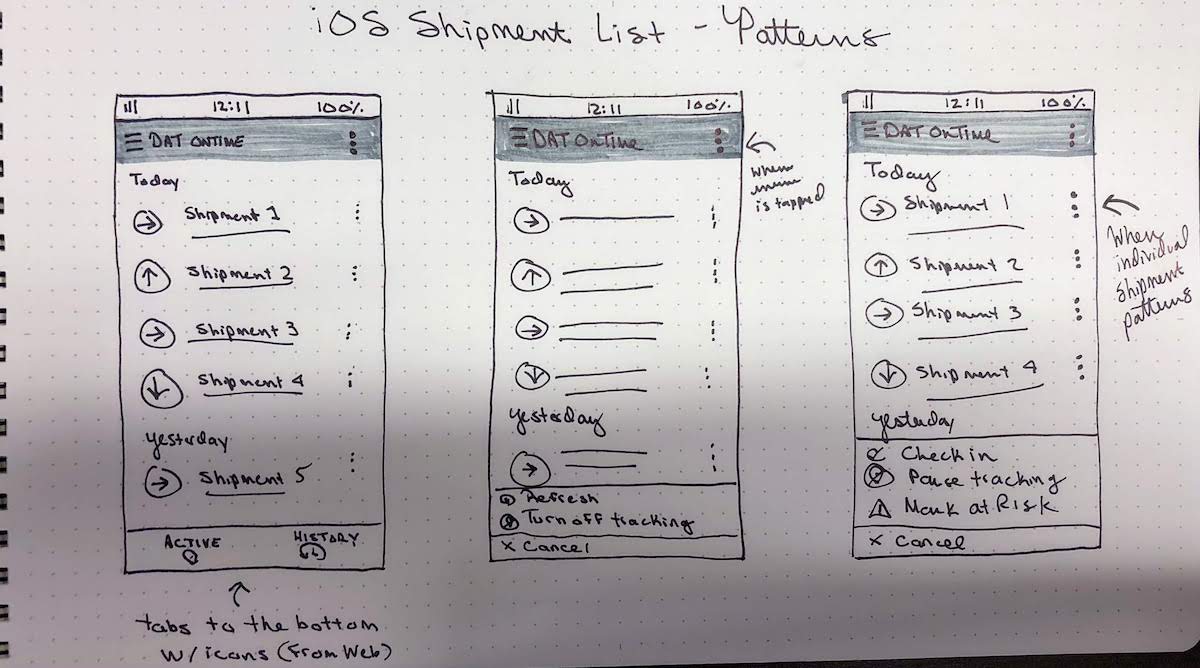 iOS Shipment List - Patterns
12:11 100%
DAT ONTIME
Today
Shipment 1
Shipment 2
Shipment 3
Shipment 4
Yesterday
Shipment 5
ACTIVE HISTORY
tabs to the bottom
w/ icons (from web)
12:11 100%
DAT OnTime
Today
Yesterday
Refresh
Turn off tracking
X Cancel
when
menu
is tapped
12:11 100%
DAT OnTime
Today
Shipment 1
Shipment 2
Shipment 3
Shipment 4
yesterday
Check in
Pause tracking
Mark at Risk
X Cancel
When
individual
shipment
patterns